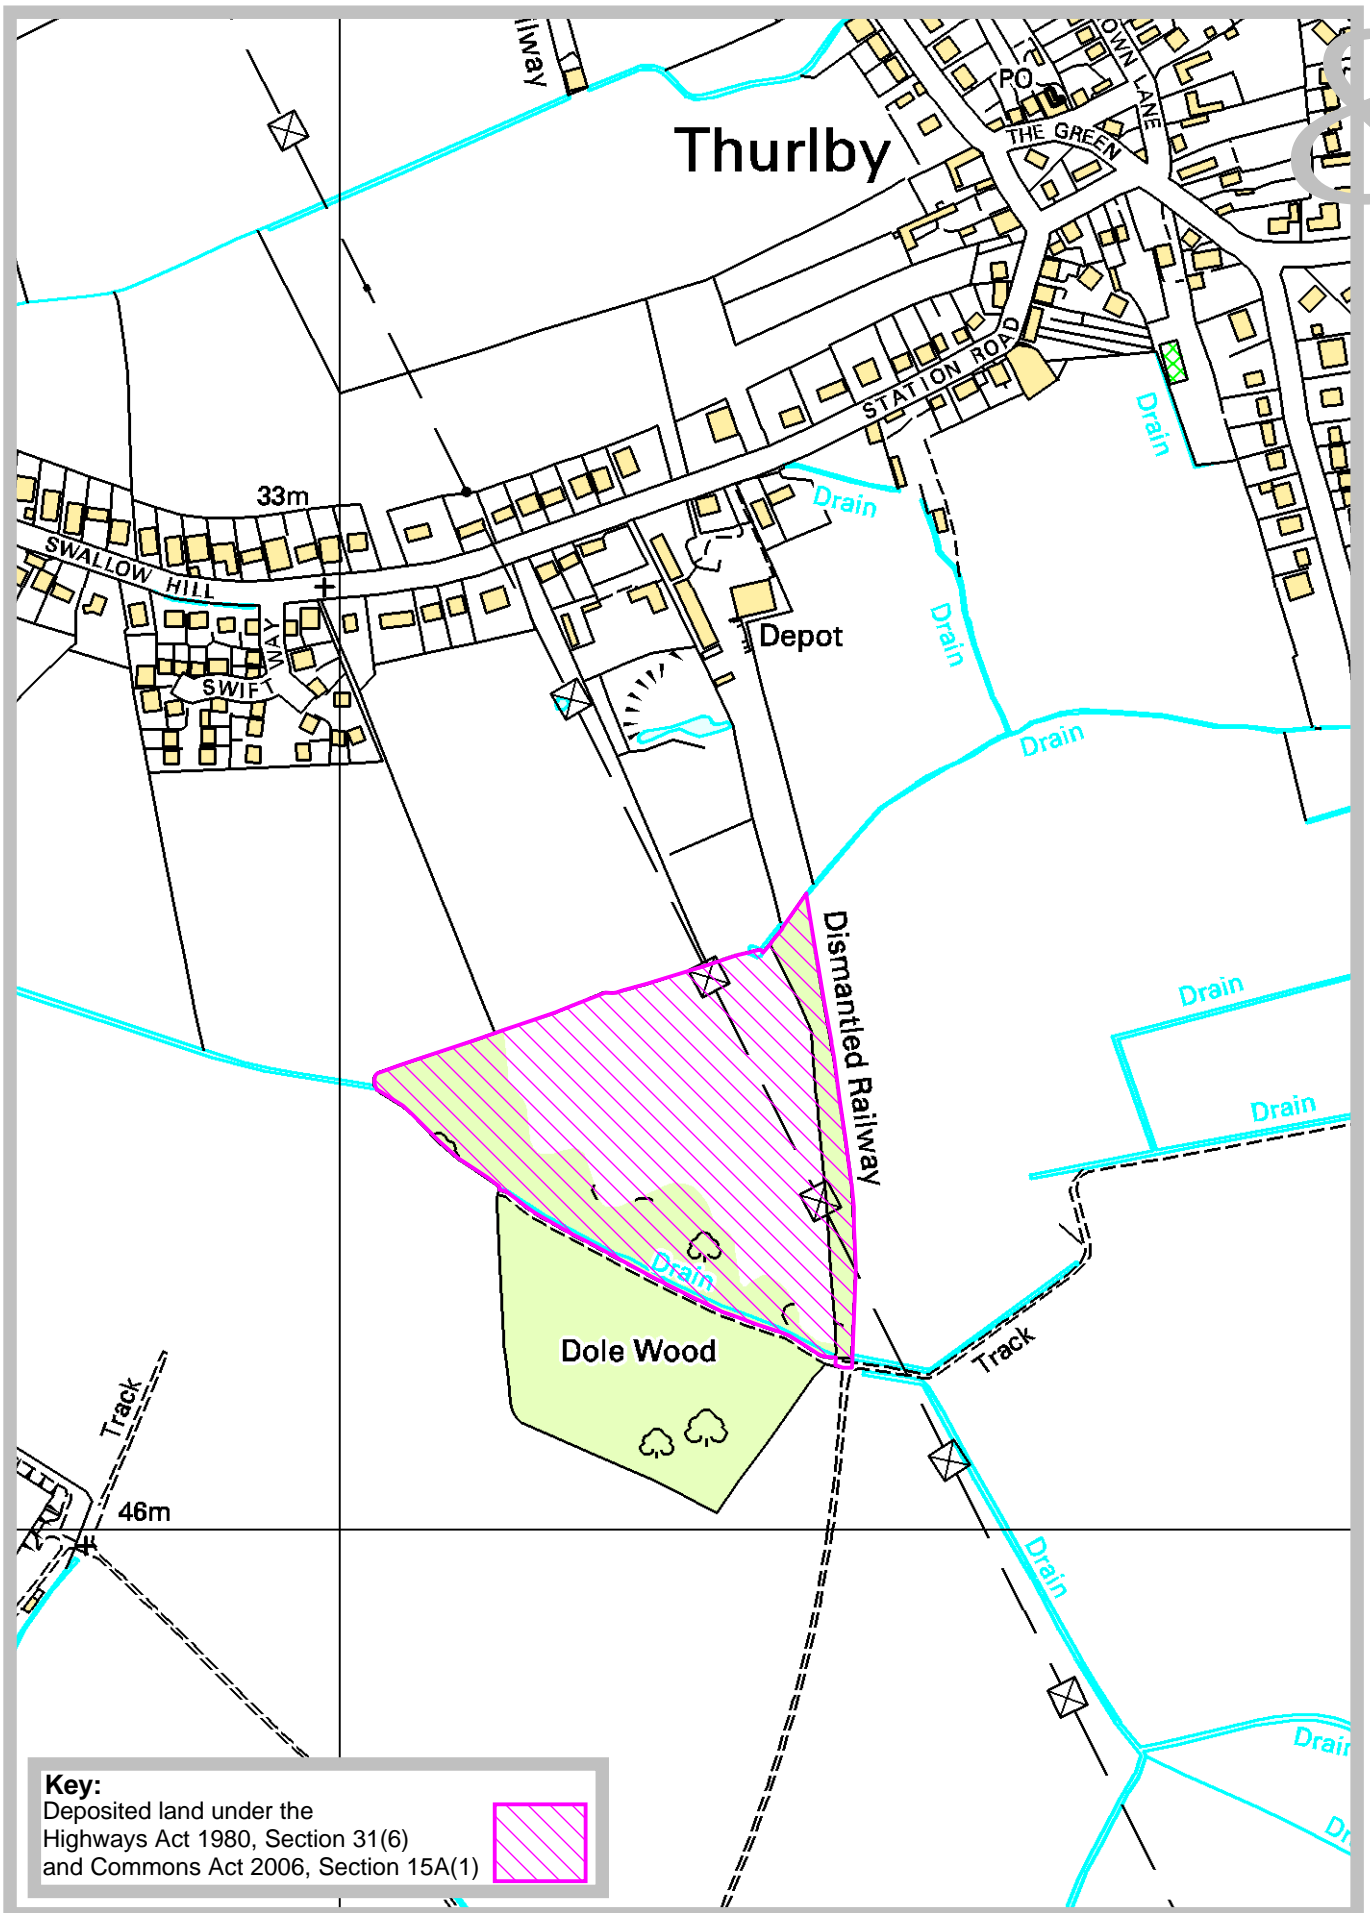 ilway
&
OWN LANE
PO
THE GREEN
Thurlby
STATION ROAD
Drain
33m
Drain
SWALLOW HILL
SWIFT WAY
Depot
Drain
Drain
Dismantled Railway
Drain
Drain
Drain
Dole Wood
Track
Track
46m
Drain
Drain
Dr
Key:
Deposited land under the
Highways Act 1980, Section 31(6)
and Commons Act 2006, Section 15A(1)